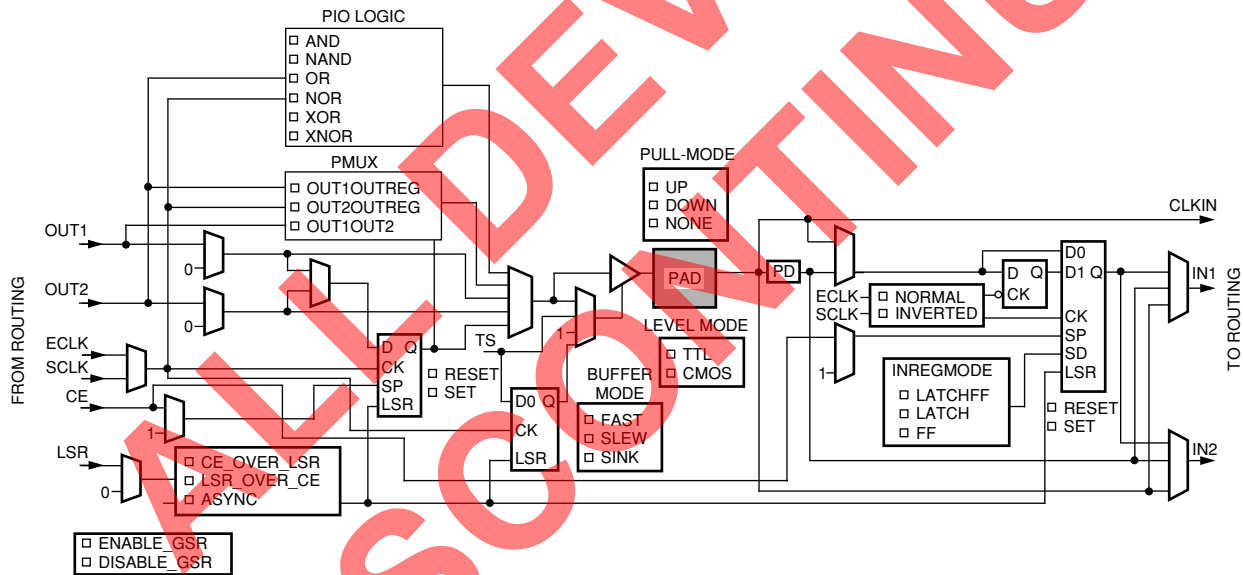 PIO LOGIC
AND
NAND
OR
NOR
XOR
XNOR
PMUX
OUT1OUTREG
OUT2OUTREG
OUT1OUT2
PULL-MODE
UP
DOWN
NONE
CLKIN
OUT1
0
OUT2
0
PAD
PD
D0
D1 Q
CK
SP
SD
LSR
D Q
CK
IN1
ECLK
SCLK
NORMAL
INVERTED
LEVEL MODE
TTL
CMOS
1
TS
1
FROM ROUTING
TO ROUTING
ECLK
SCLK
CE
D Q
CK
SP
LSR
RESET
SET
1
BUFFER
MODE
FAST
SLEW
SINK
D0 Q
CK
LSR
INREGMODE
LATCHFF
LATCH
FF
RESET
SET
IN2
LSR
0
CE_OVER_LSR
LSR_OVER_CE
ASYNC
ENABLE_GSR
DISABLE_GSR
ALL DEV
SCONTINU